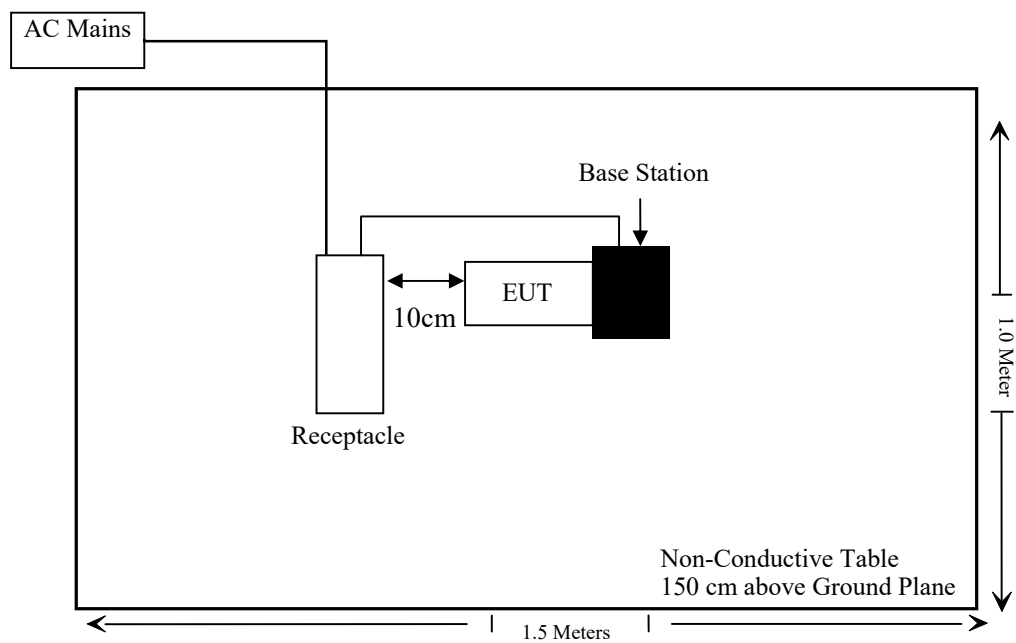 AC Mains
Base Station
EUT
10cm
1.0 Meter
Receptacle
Non-Conductive Table
150 cm above Ground Plane
1.5 Meters